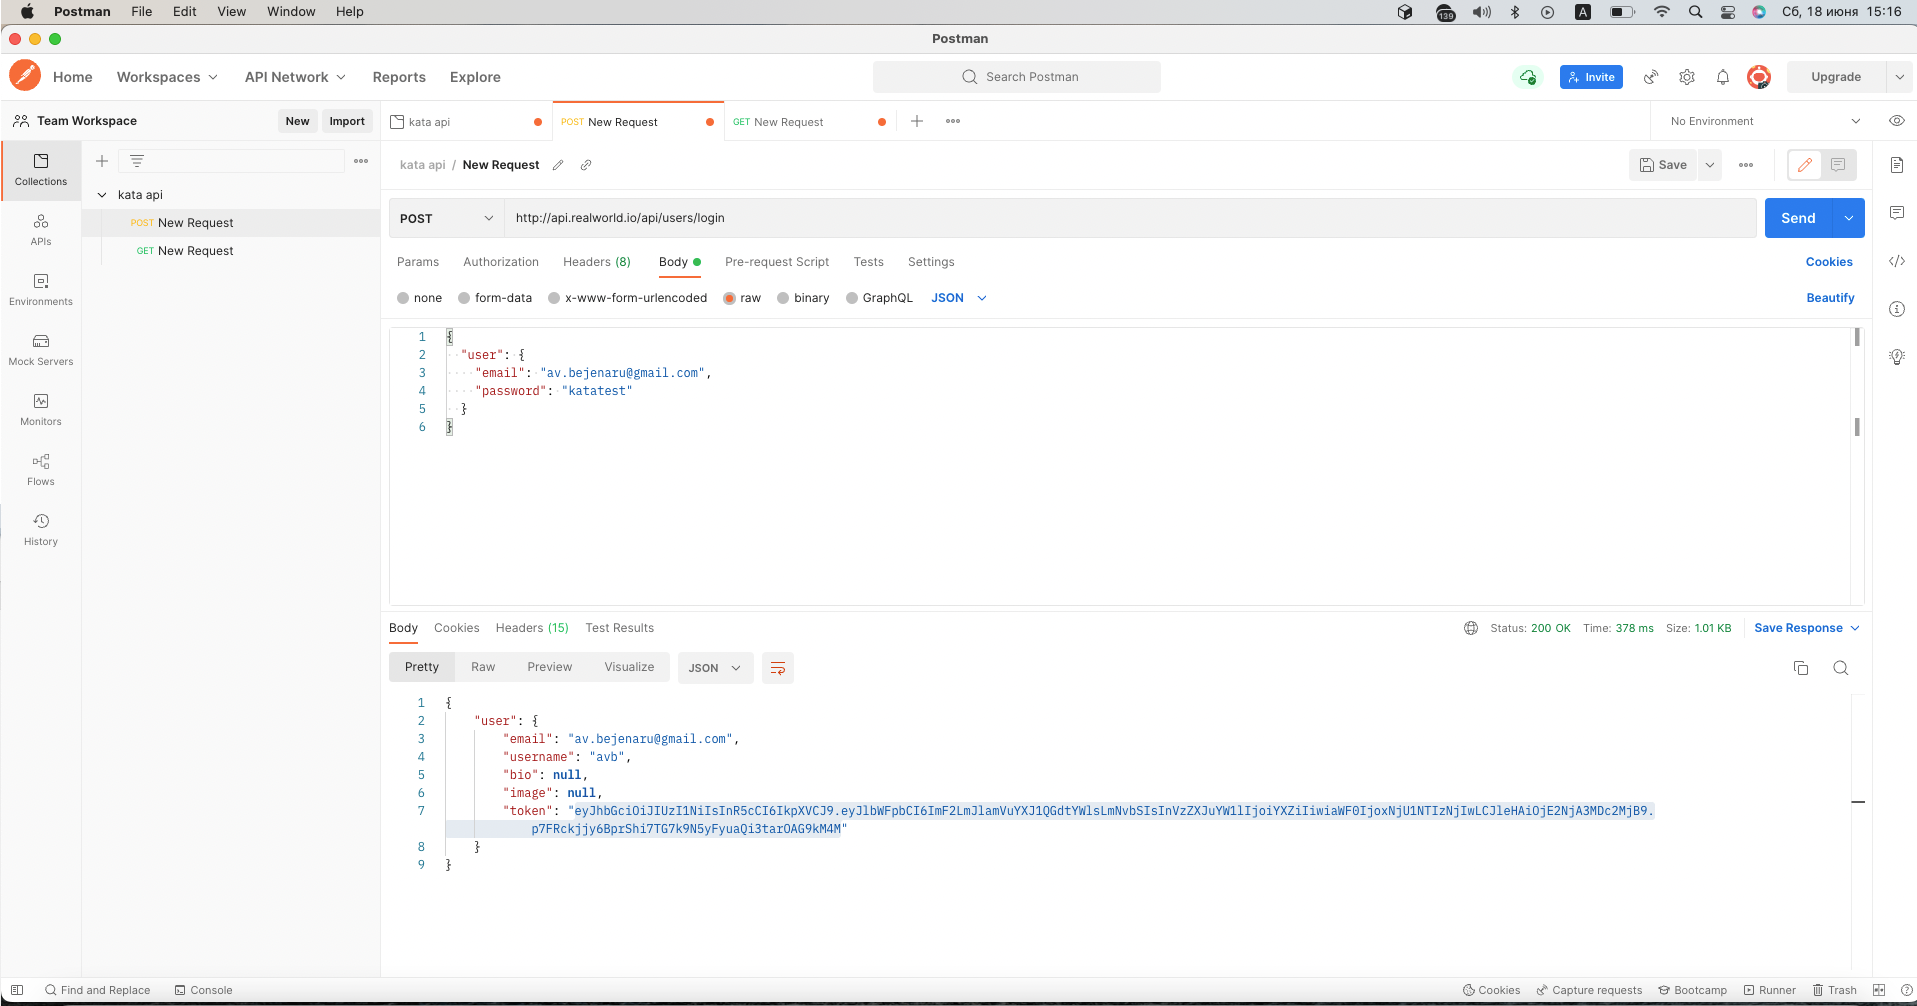 Postman File Edit View Window Help 139 A Сб, 18 июня 15:16
Postman
Home Workspaces API Network Reports Explore Search Postman Invite Upgrade
Team Workspace New Import kata api POST New Request GET New Request No Environment
Collections
kata api
POST New Request
GET New Request
APIs
Environments
Mock Servers
Monitors
Flows
History
kata api / New Request Save
POST http://api.realworld.io/api/users/login Send
Params Authorization Headers (8) Body Pre-request Script Tests Settings Cookies
none form-data x-www-form-urlencoded raw binary GraphQL JSON Beautify
1 {
2 "user": {
3 "email": "av.bejenaru@gmail.com",
4 "password": "katatest"
5 }
6 }
Body Cookies Headers (15) Test Results Status: 200 OK Time: 378 ms Size: 1.01 KB Save Response
Pretty Raw Preview Visualize JSON
1 {
2 "user": {
3 "email": "av.bejenaru@gmail.com",
4 "username": "avb",
5 "bio": null,
6 "image": null,
7 "token": "eyJhbGciOiJIUzI1NiIsInR5cCI6IkpXVCJ9.eyJlbWFpbCI6ImF2LmJlamVuYXJ1QGdtYWlsLmNvbSIsInVzZXJuYW1lIjoiYXZiIiwiaWF0IjoxNjU1NTIzNjIwLCJleHAiOjE2NjA3MDc2MjB9.
p7FRckjjy6BprShi7TG7k9N5yFyuaQi3tarOAG9kM4M"
8 }
9 }
Find and Replace Console Cookies Capture requests Bootcamp Runner Trash